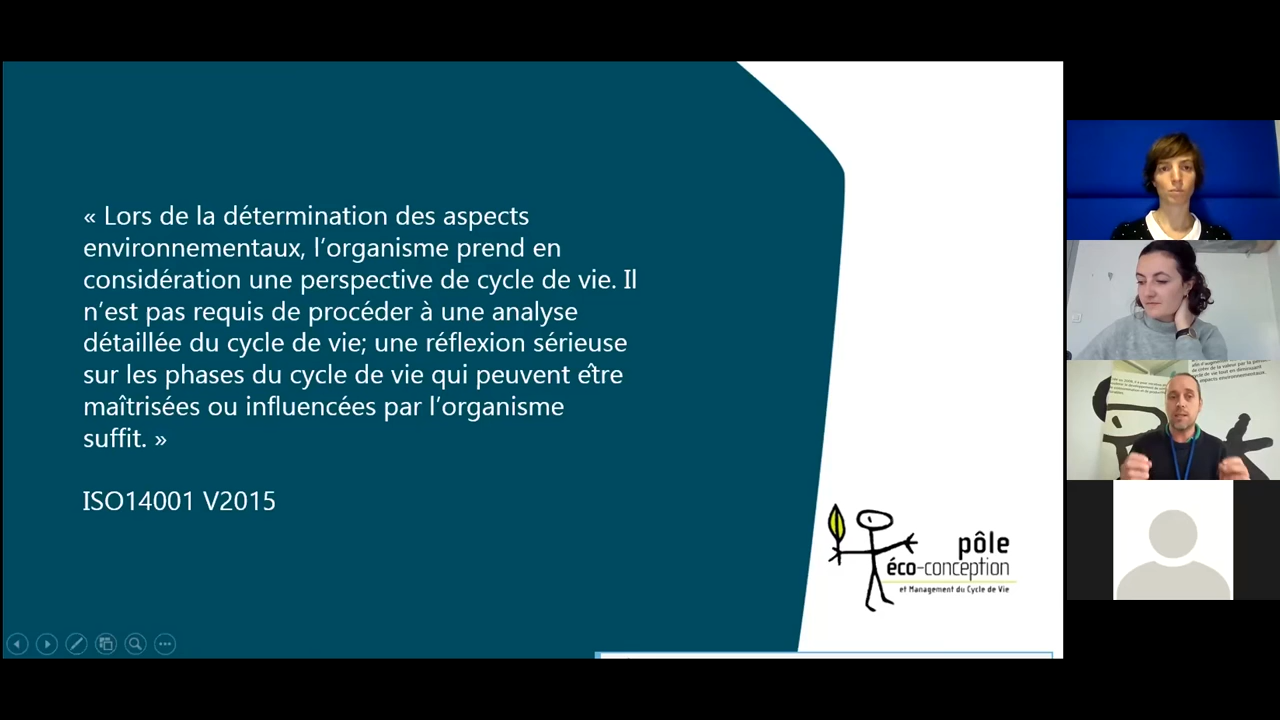 « Lors de la détermination des aspects
environnementaux, l’organisme prend en
considération une perspective de cycle de vie. Il
n’est pas requis de procéder à une analyse
détaillée du cycle de vie; une réflexion sérieuse
sur les phases du cycle de vie qui peuvent être
maîtrisées ou influencées par l’organisme
suffit. »
ISO14001 V2015
pôle
éco-conception
et Management du Cycle de Vie